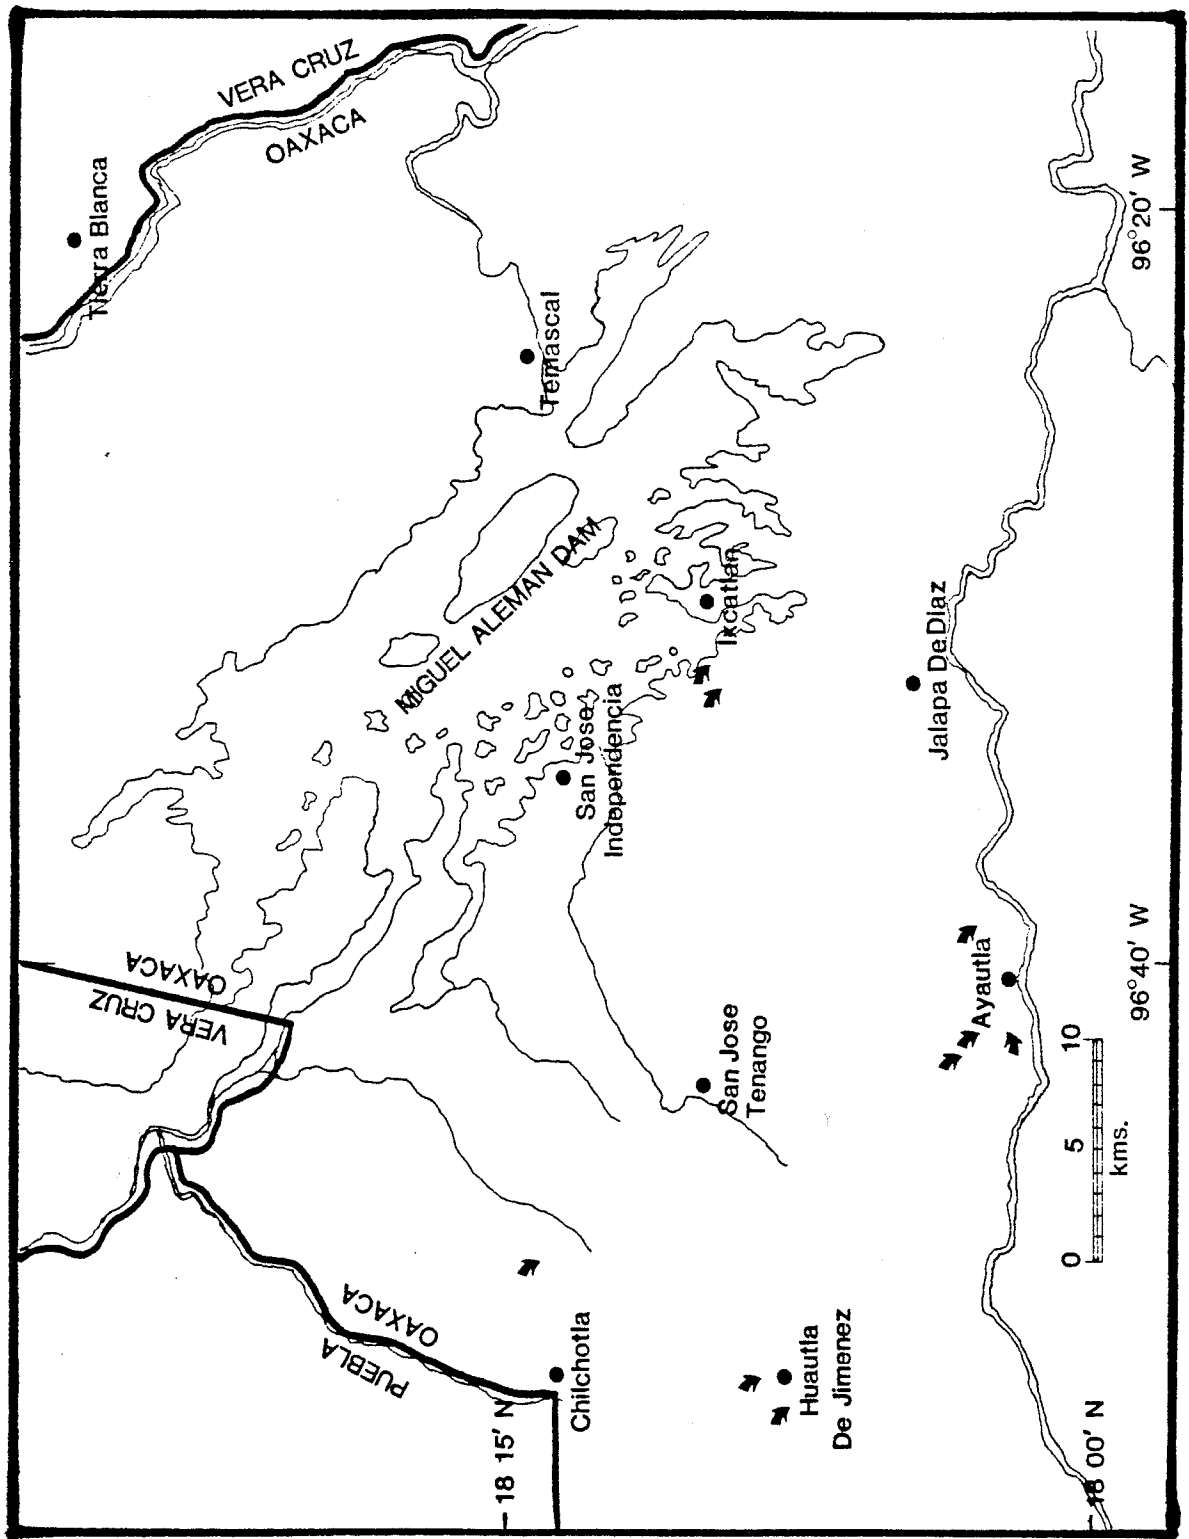 VERA CRUZ
OAXACA
Tierra Blanca
Temascal
MIGUEL ALEMAN DAM
Ixcatlan
San Jose
Independencia
Jalapa De Diaz
VERA CRUZ
OAXACA
San Jose
Tenango
Ayautla
PUEBLA
OAXACA
Chilchotla
Huautla
De Jimenez
18 15' N
18 00' N
96°40' W
96°20' W
0 5 10
kms.